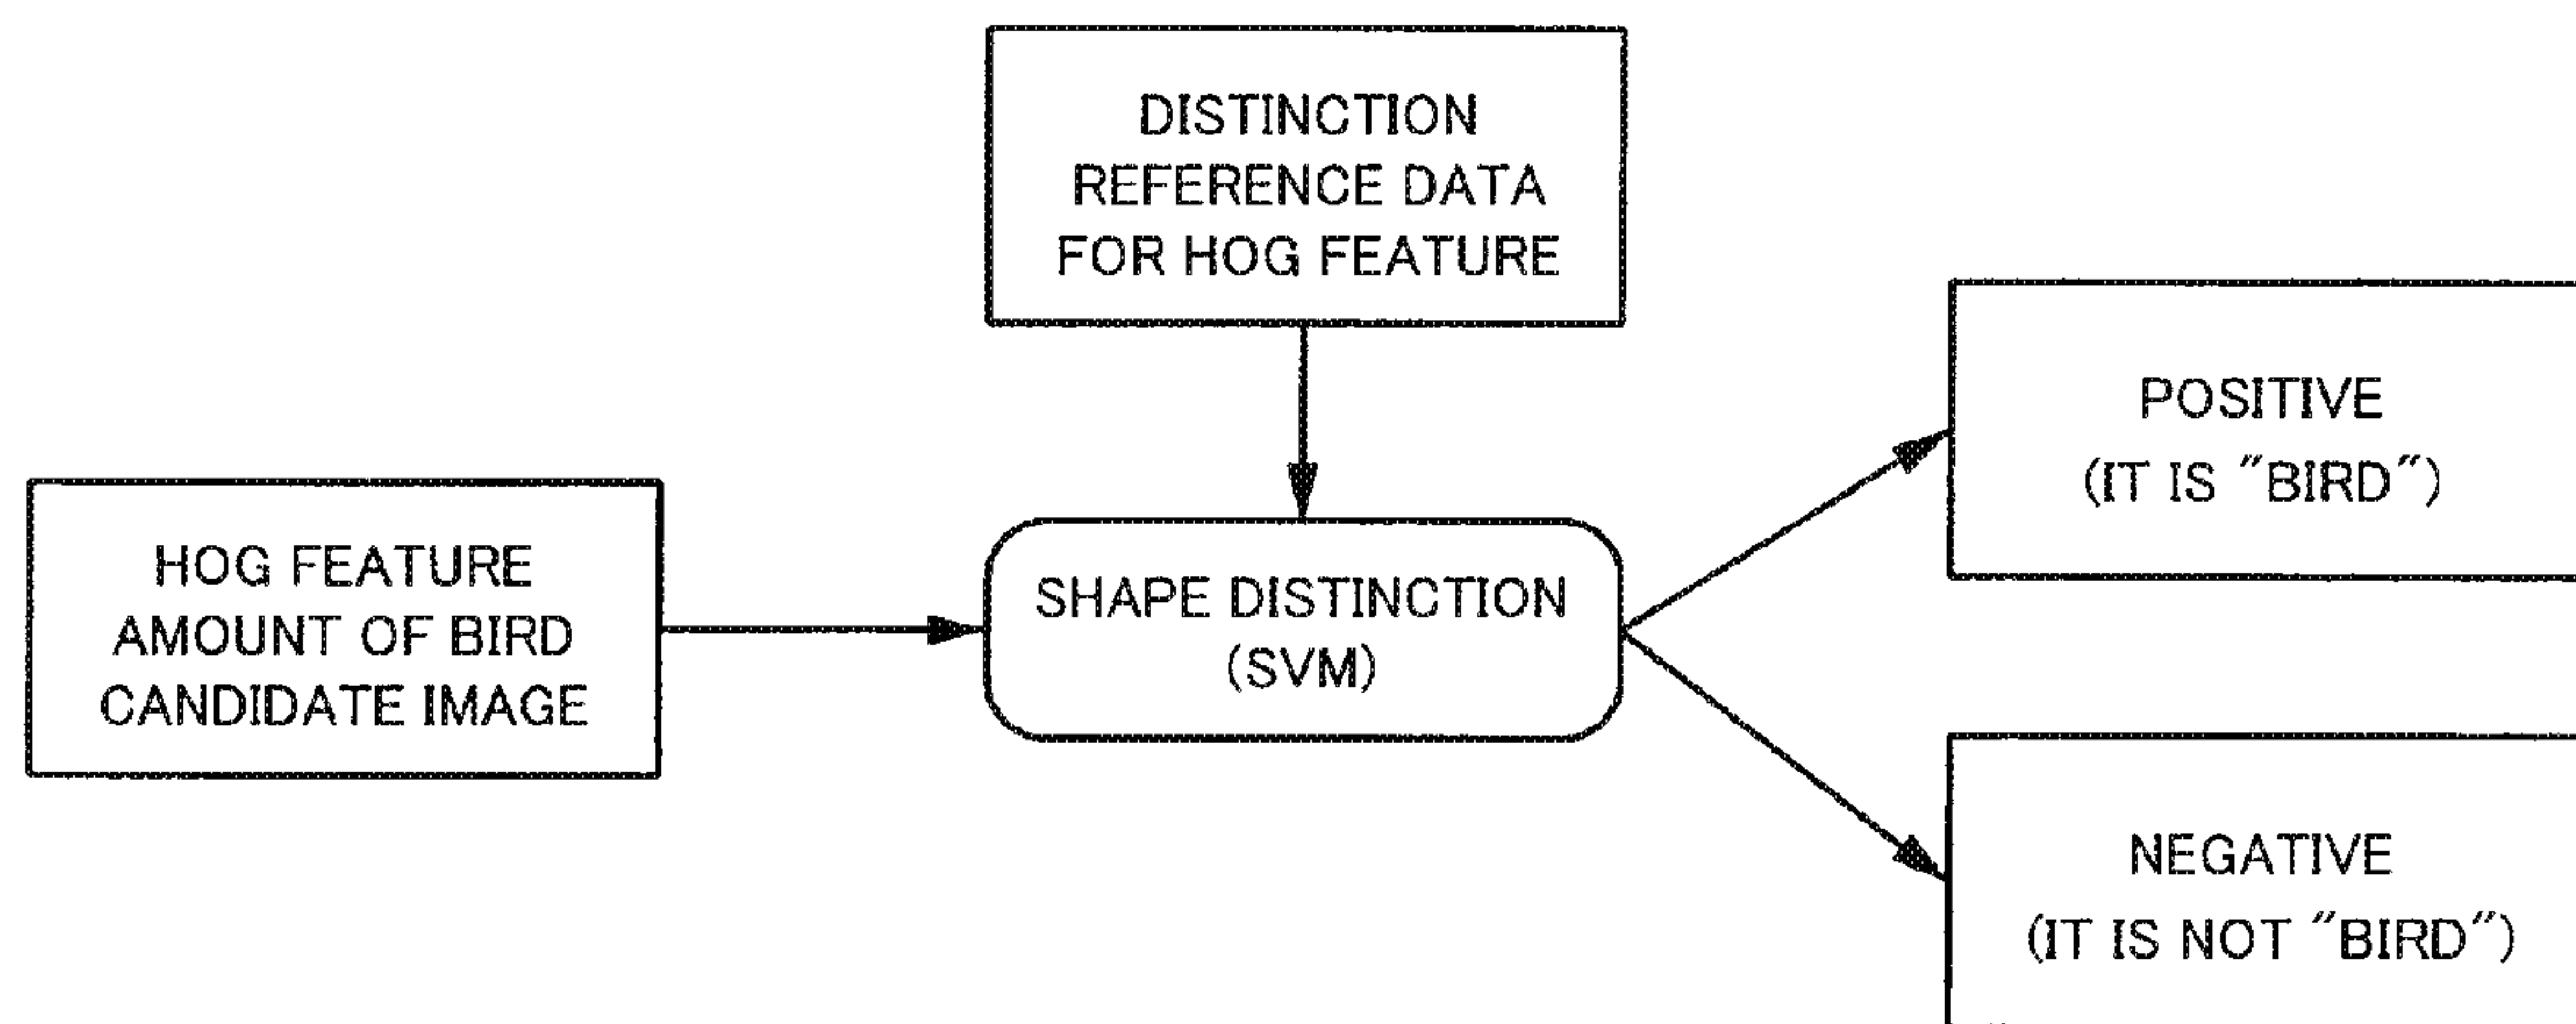 DISTINCTION
REFERENCE DATA
FOR HOG FEATURE
HOG FEATURE
AMOUNT OF BIRD
CANDIDATE IMAGE
SHAPE DISTINCTION
(SVM)
POSITIVE
(IT IS "BIRD")
NEGATIVE
(IT IS NOT "BIRD")